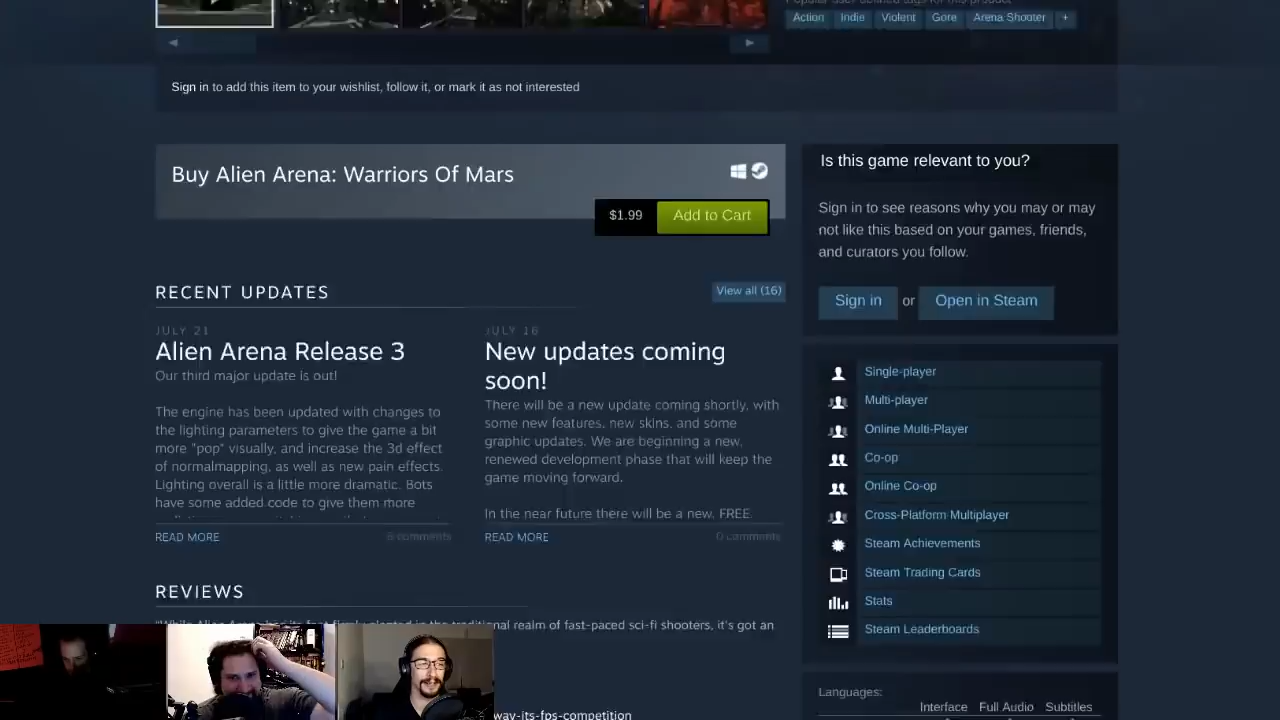 Action
Indie
Violent
Gore
Arena Shooter
+
Sign in to add this item to your wishlist, follow it, or mark it as not interested
Buy Alien Arena: Warriors Of Mars
$1.99
Add to Cart
RECENT UPDATES
View all (16)
JULY 21
Alien Arena Release 3
Our third major update is out!
The engine has been updated with changes to
the lighting parameters to give the game a bit
more "pop" visually, and increase the 3d effect
of normalmapping, as well as new pain effects.
Lighting overall is a little more dramatic. Bots
have some added code to give them more
READ MORE
6 comments
JULY 16
New updates coming
soon!
There will be a new update coming shortly, with
some new features, new skins, and some
graphic updates. We are beginning a new,
renewed development phase that will keep the
game moving forward.
In the near future there will be a new, FREE,
READ MORE
0 comments
REVIEWS
"While Alien Arena has its feet firmly planted in the traditional realm of fast-paced sci-fi shooters, it's got an
way-its-fps-competition
Is this game relevant to you?
Sign in to see reasons why you may or may
not like this based on your games, friends,
and curators you follow.
Sign in
or
Open in Steam
Single-player
Multi-player
Online Multi-Player
Co-op
Online Co-op
Cross-Platform Multiplayer
Steam Achievements
Steam Trading Cards
Stats
Steam Leaderboards
Languages:
Interface
Full Audio
Subtitles